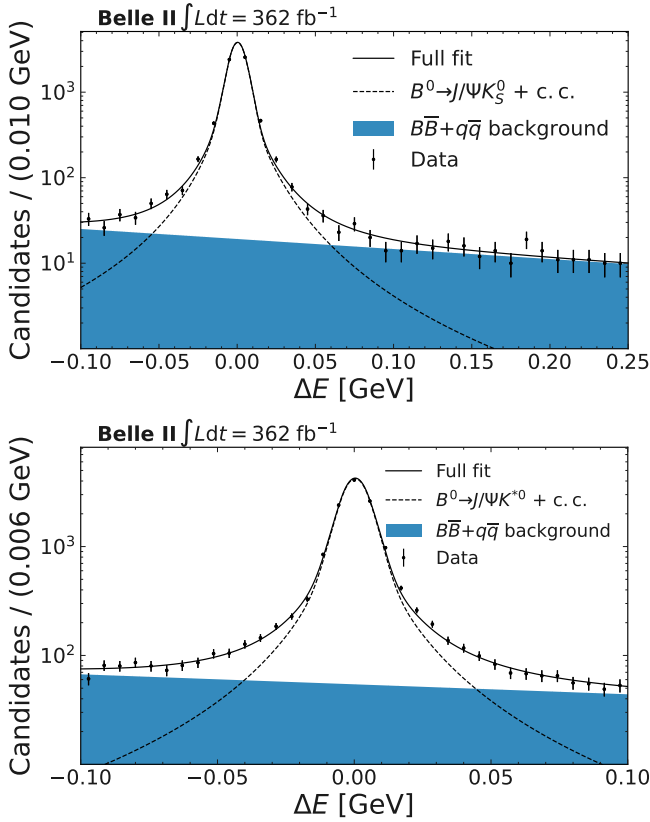 Belle II ∫Ldt = 362 fb⁻¹
Candidates / (0.010 GeV)
10³
10²
10¹
Full fit
B⁰→J/ΨK⁰_S + c. c.
BB̅+qq̅ background
Data
−0.10 −0.05 0.00 0.05 0.10 0.15 0.20 0.25
ΔE [GeV]
Belle II ∫Ldt = 362 fb⁻¹
Candidates / (0.006 GeV)
10³
10²
Full fit
B⁰→J/ΨK*⁰ + c. c.
BB̅+qq̅ background
Data
−0.10 −0.05 0.00 0.05 0.10
ΔE [GeV]